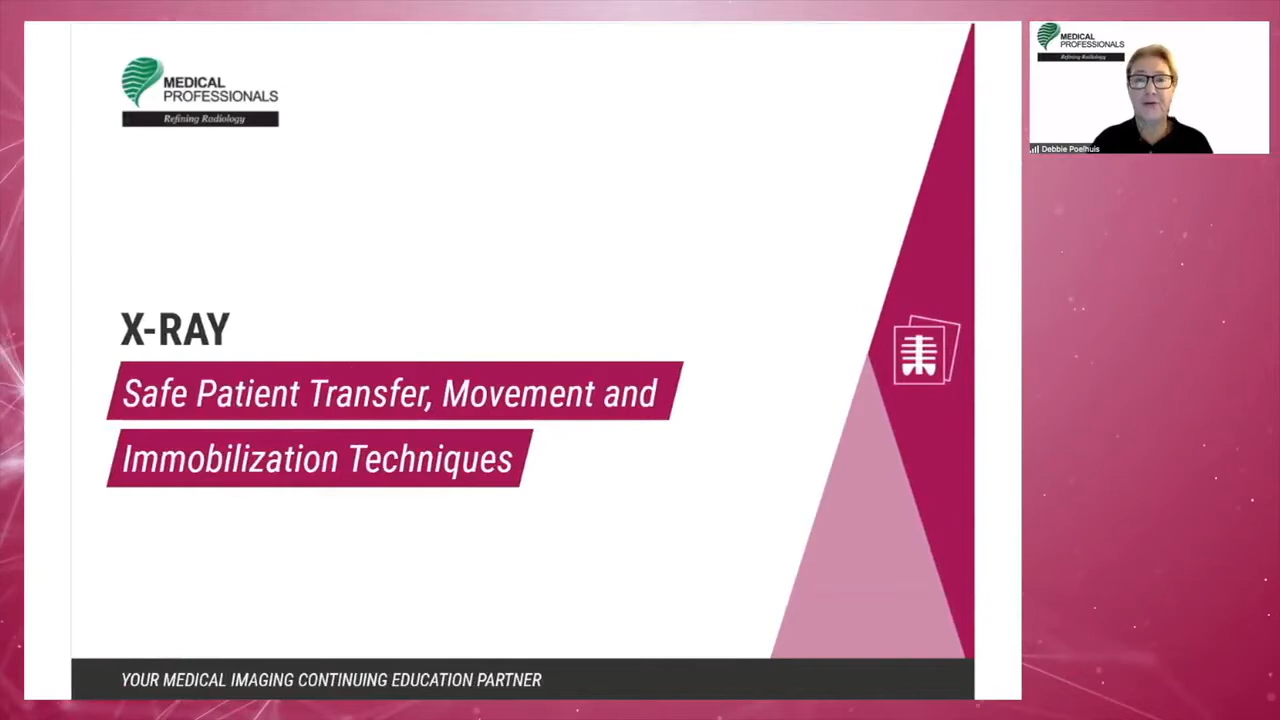 MEDICAL
PROFESSIONALS
Refining Radiology
X-RAY
Safe Patient Transfer, Movement and
Immobilization Techniques
YOUR MEDICAL IMAGING CONTINUING EDUCATION PARTNER
MEDICAL
PROFESSIONALS
Refining Radiology
Debbie Poelhuis